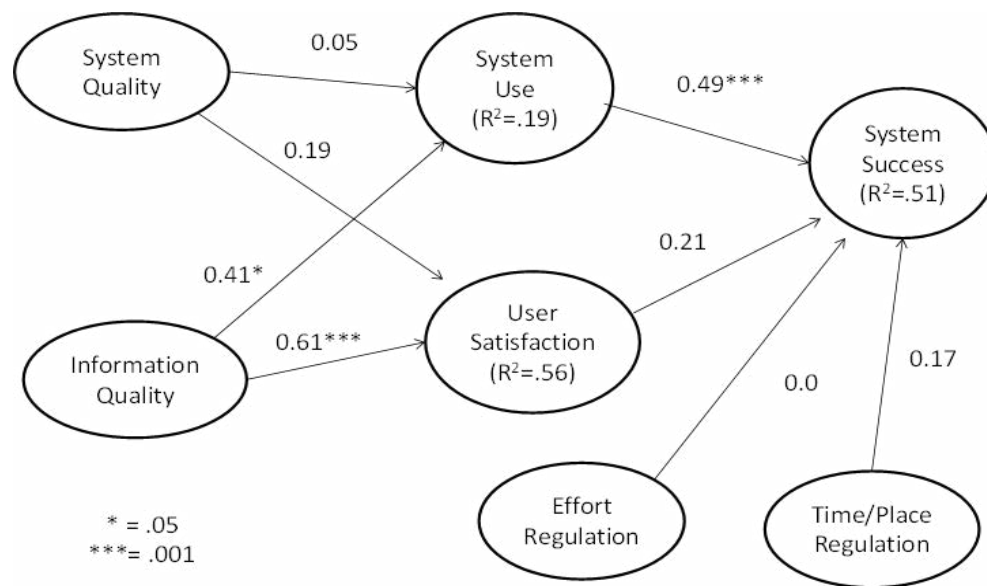 System
Quality
0.05
System
Use
(R²=.19)
0.49***
System
Success
(R²=.51)
0.19
0.41*
0.21
Information
Quality
0.61***
User
Satisfaction
(R²=.56)
0.0
0.17
Effort
Regulation
Time/Place
Regulation
* = .05
***= .001